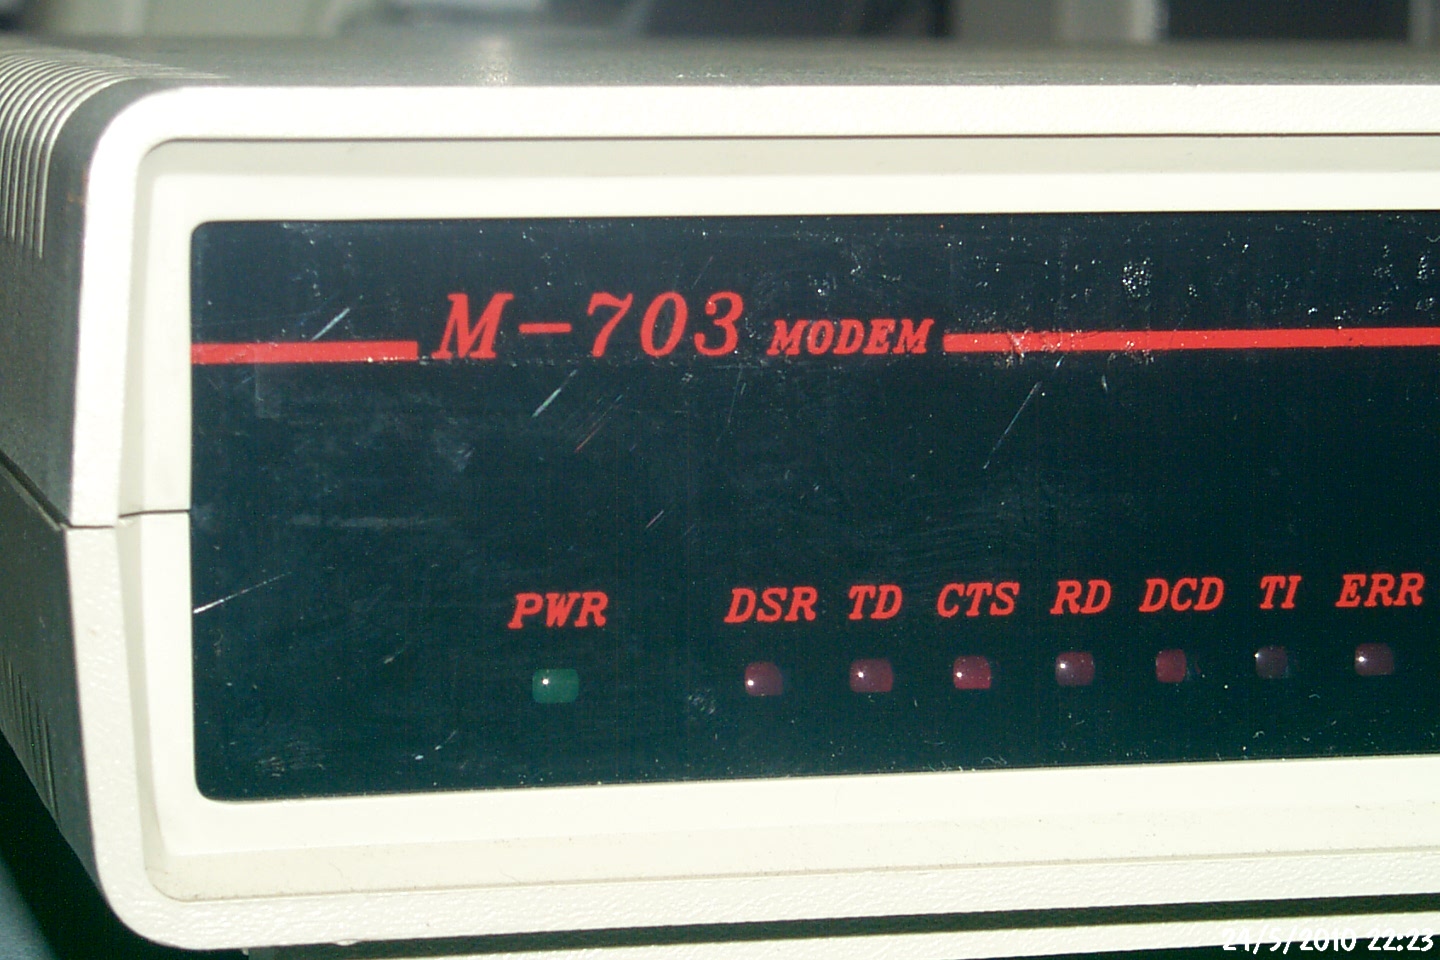 M-703 MODEM
PWR DSR TD CTS RD DCD TI ERR
24/5/2010 22:23